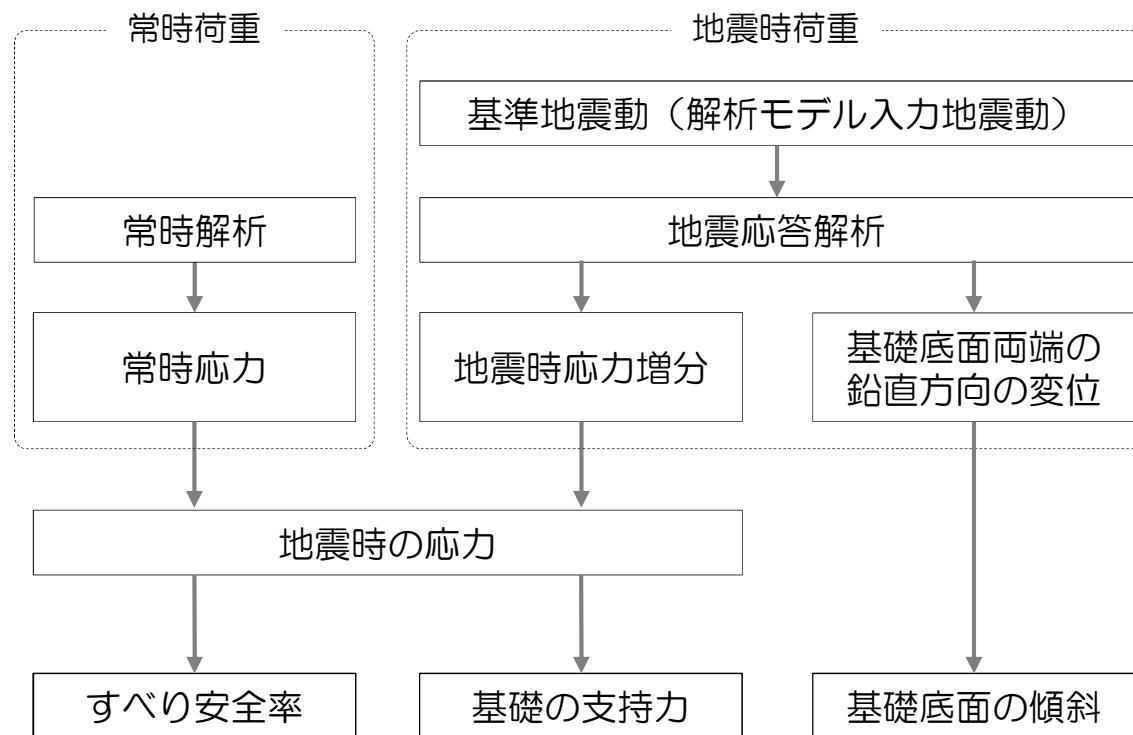 常時荷重
地震時荷重
基準地震動（解析モデル入力地震動）
常時解析
地震応答解析
常時応力
地震時応力増分
基礎底面両端の
鉛直方向の変位
地震時の応力
すべり安全率
基礎の支持力
基礎底面の傾斜